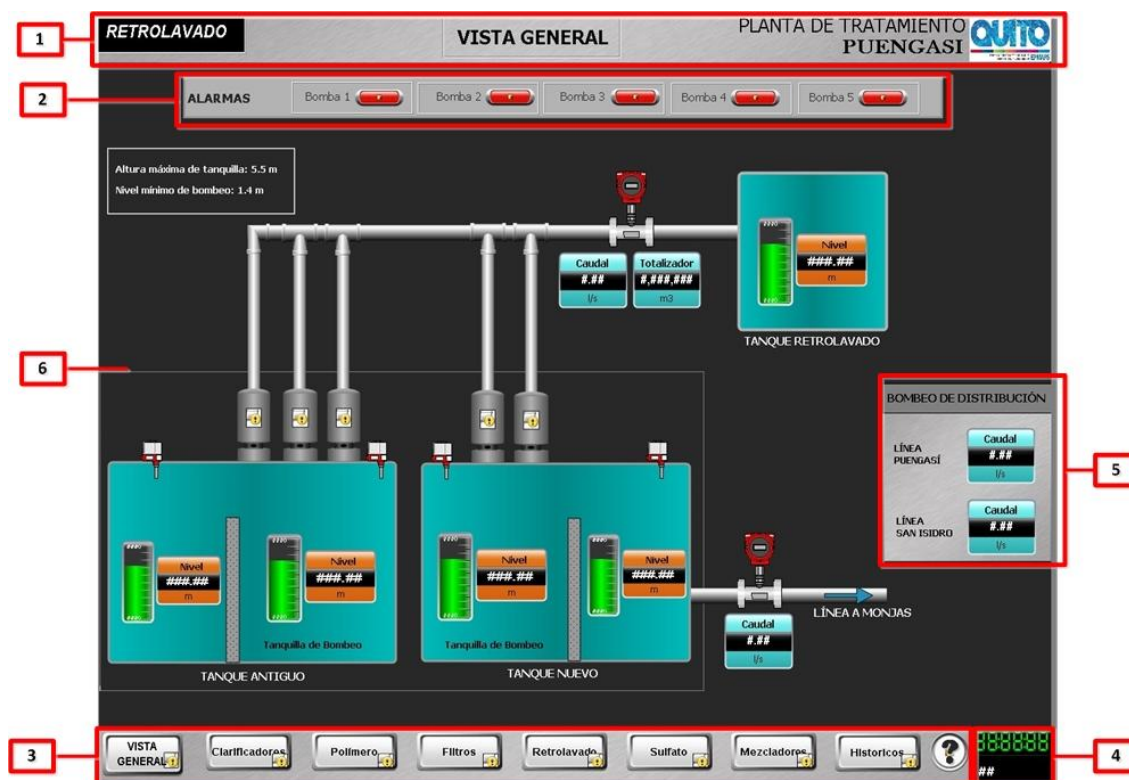 1
RETROLAVADO
VISTA GENERAL
PLANTA DE TRATAMIENTO
PUENGASI
QUITO
2
ALARMAS
Bomba 1
Bomba 2
Bomba 3
Bomba 4
Bomba 5
Altura máxima de tanquilla: 5.5 m
Nivel mínimo de bombeo: 1.4 m
Caudal
#.##
l/s
Totalizador
#,###,###
m3
Nivel
###.##
m
TANQUE RETROLAVADO
6
BOMBEO DE DISTRIBUCIÓN
LÍNEA
PUENGASÍ
Caudal
#.##
l/s
LÍNEA
SAN ISIDRO
Caudal
#.##
l/s
5
Nivel
###.##
m
Nivel
###.##
m
Tanquilla de Bombeo
TANQUE ANTIGUO
Nivel
###.##
m
Nivel
###.##
m
Tanquilla de Bombeo
TANQUE NUEVO
LÍNEA A MONJAS
Caudal
#.##
l/s
3
VISTA
GENERAL
Clarificadores
Polímero
Filtros
Retrolavado
Sulfato
Mezcladores
Historicos
?
##
4